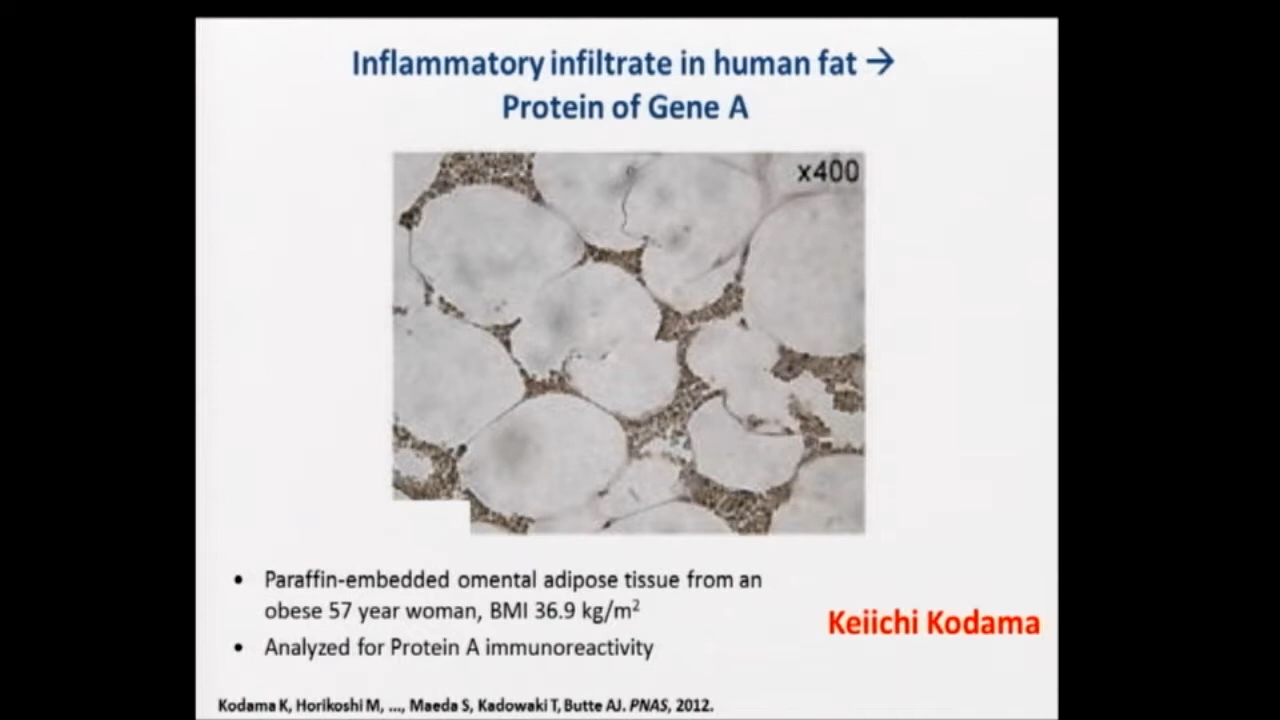 Inflammatory infiltrate in human fat →
Protein of Gene A
x400
• Paraffin-embedded omental adipose tissue from an
obese 57 year woman, BMI 36.9 kg/m²
• Analyzed for Protein A immunoreactivity
Keiichi Kodama
Kodama K, Horikoshi M, ..., Maeda S, Kadowaki T, Butte AJ. PNAS, 2012.